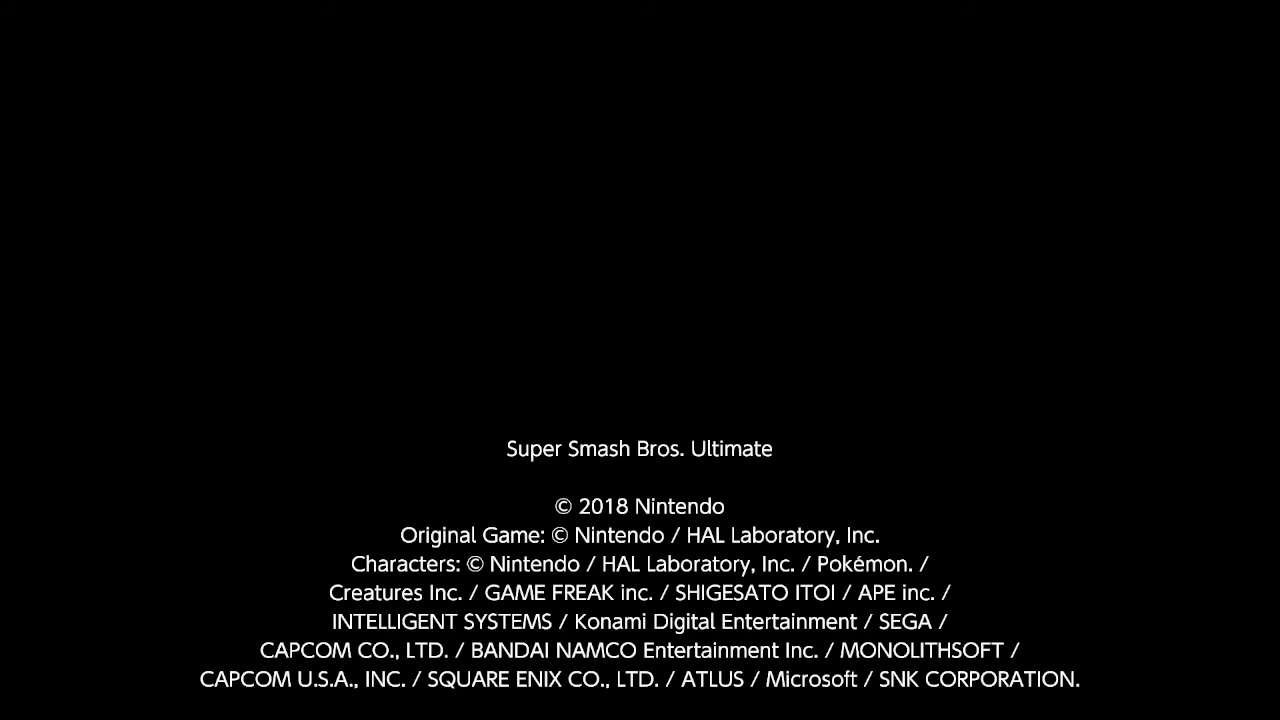 Super Smash Bros. Ultimate
© 2018 Nintendo
Original Game: © Nintendo / HAL Laboratory, Inc.
Characters: © Nintendo / HAL Laboratory, Inc. / Pokémon. /
Creatures Inc. / GAME FREAK inc. / SHIGESATO ITOI / APE inc. /
INTELLIGENT SYSTEMS / Konami Digital Entertainment / SEGA /
CAPCOM CO., LTD. / BANDAI NAMCO Entertainment Inc. / MONOLITHSOFT /
CAPCOM U.S.A., INC. / SQUARE ENIX CO., LTD. / ATLUS / Microsoft / SNK CORPORATION.